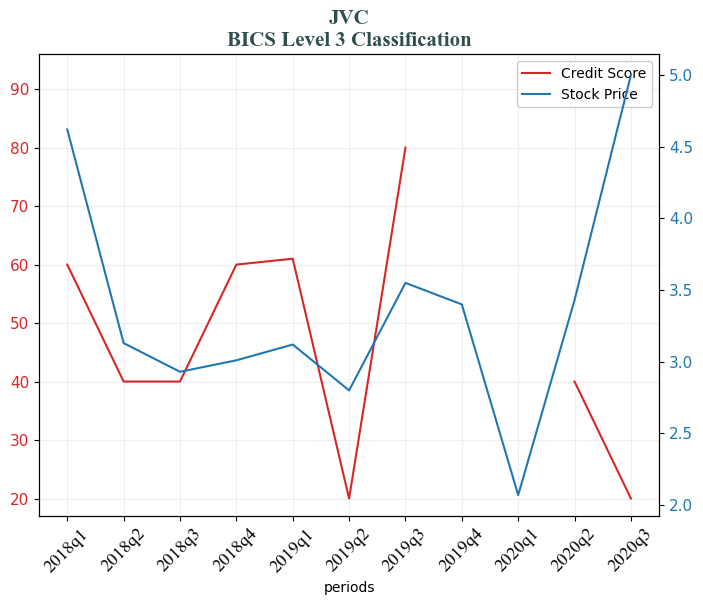 JVC
BICS Level 3 Classification
Credit Score
Stock Price
90
80
70
60
50
40
30
20
5.0
4.5
4.0
3.5
3.0
2.5
2.0
2018q1
2018q2
2018q3
2018q4
2019q1
2019q2
2019q3
2019q4
2020q1
2020q2
2020q3
periods